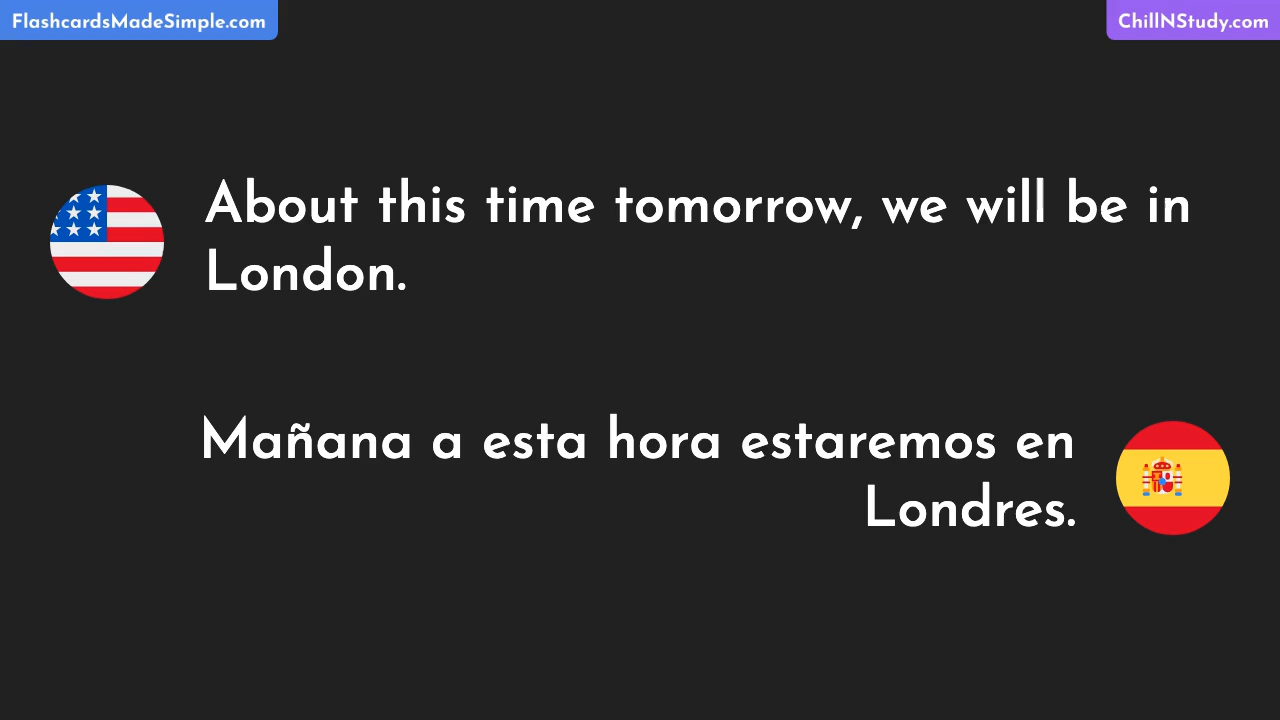 FlashcardsMadeSimple.com
ChillNStudy.com
About this time tomorrow, we will be in
London.
Mañana a esta hora estaremos en
Londres.